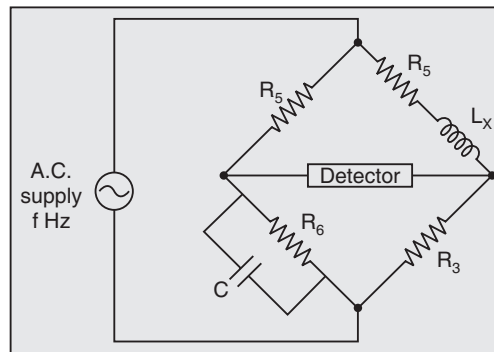 R5
R5
LX
A.C.
supply
f Hz
Detector
R6
R3
C